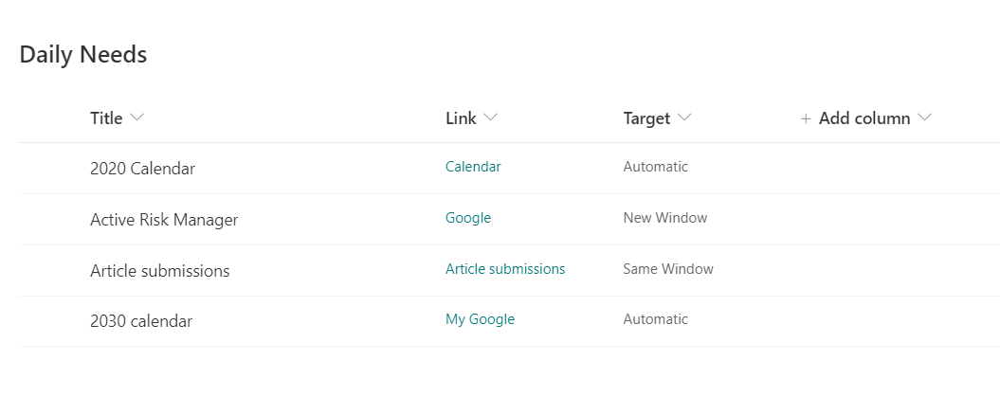 Daily Needs
Title Link Target + Add column
2020 Calendar Calendar Automatic
Active Risk Manager Google New Window
Article submissions Article submissions Same Window
2030 calendar My Google Automatic